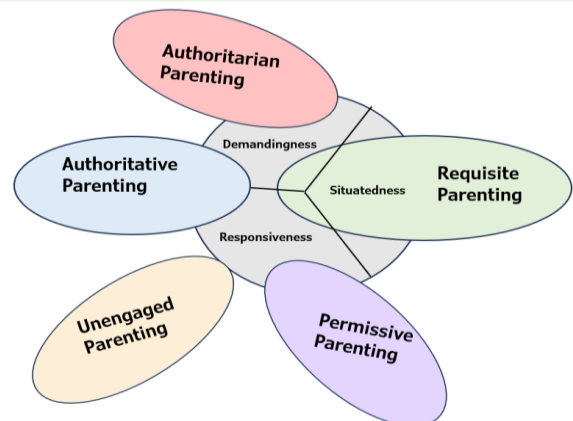 Authoritarian
Parenting
Demandingness
Authoritative
Parenting
Situatedness
Requisite
Parenting
Responsiveness
Unengaged
Parenting
Permissive
Parenting